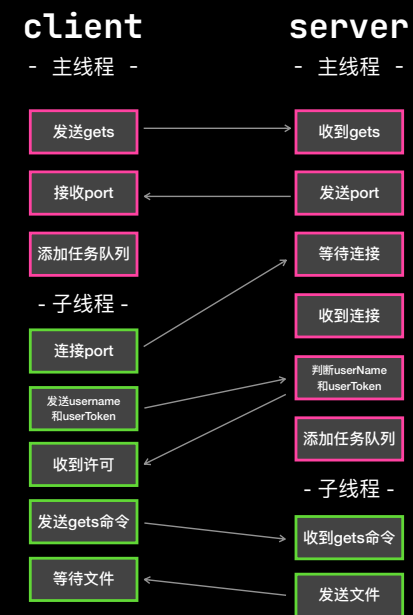 client
- 主线程 -
发送gets
接收port
添加任务队列
- 子线程 -
连接port
发送username
和userToken
收到许可
发送gets命令
等待文件
server
- 主线程 -
收到gets
发送port
等待连接
收到连接
判断userName
和userToken
添加任务队列
- 子线程 -
收到gets命令
发送文件